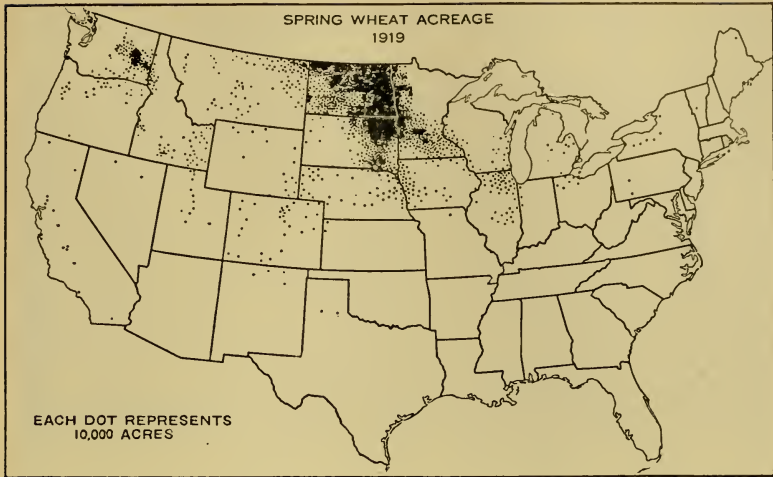 SPRING WHEAT ACREAGE
1919
EACH DOT REPRESENTS
10,000 ACRES